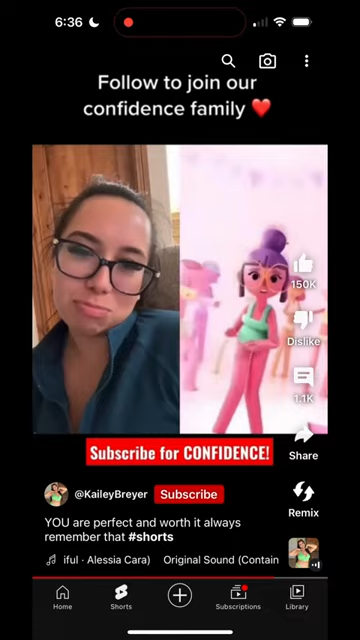 6:36
Follow to join our
confidence family ❤️
150K
Dislike
1.1K
Subscribe for CONFIDENCE!
Share
@KaileyBreyer
Subscribe
Remix
YOU are perfect and worth it always
remember that #shorts
iful - Alessia Cara) Original Sound (Contain
Home
Shorts
Subscriptions
Library